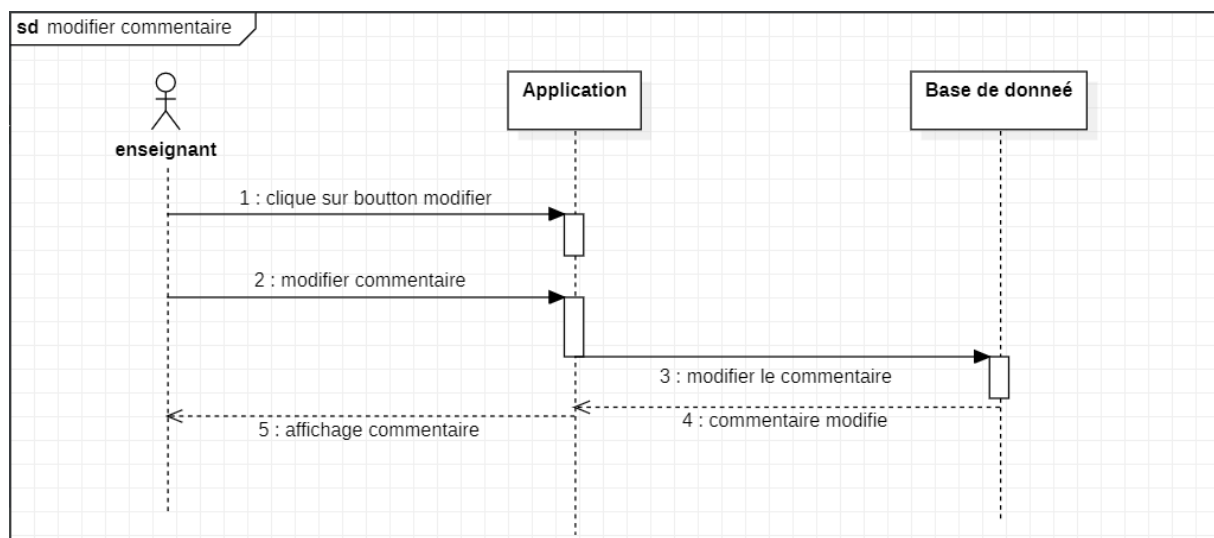 sd modifier commentaire
enseignant
Application
Base de donneé
1 : clique sur boutton modifier
2 : modifier commentaire
3 : modifier le commentaire
4 : commentaire modifie
5 : affichage commentaire